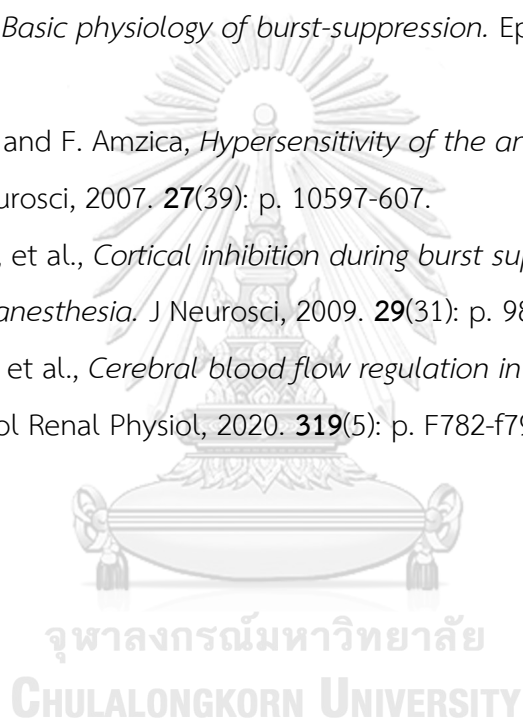 Basic physiology of burst-suppression. Ep
and F. Amzica, Hypersensitivity of the an
urosci, 2007. 27(39): p. 10597-607.
, et al., Cortical inhibition during burst sup
anesthesia. J Neurosci, 2009. 29(31): p. 98
et al., Cerebral blood flow regulation in
ol Renal Physiol, 2020. 319(5): p. F782-f79
จุฬาลงกรณ์มหาวิทยาลัย
CHULALONGKORN UNIVERSITY